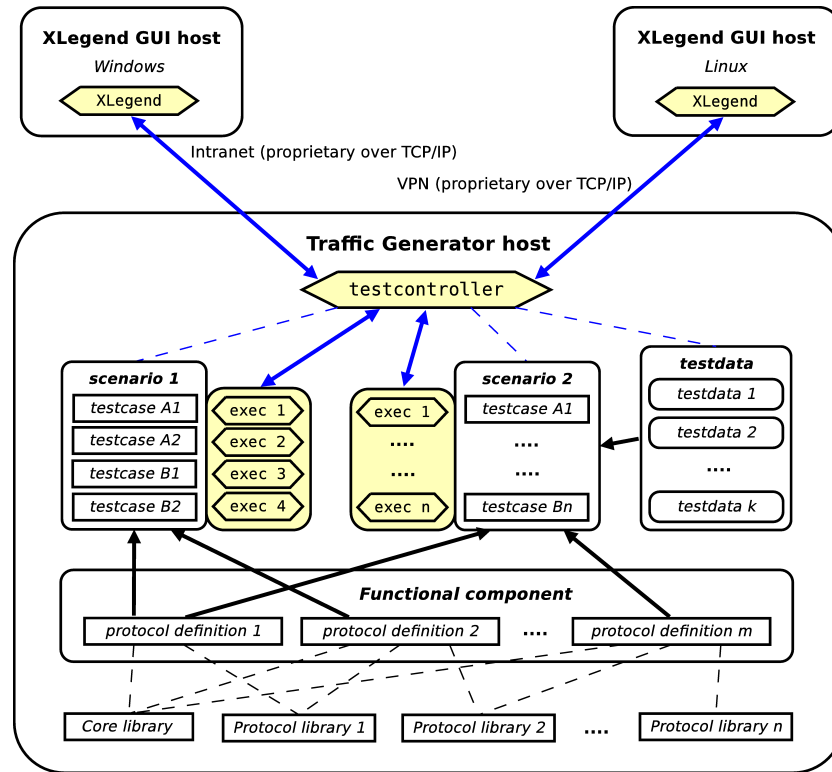 XLegend GUI host
Windows
XLegend
XLegend GUI host
Linux
XLegend
Intranet (proprietary over TCP/IP)
VPN (proprietary over TCP/IP)
Traffic Generator host
testcontroller
scenario 1
testcase A1
testcase A2
testcase B1
testcase B2
exec 1
exec 2
exec 3
exec 4
exec 1
....
....
exec n
scenario 2
testcase A1
....
....
testcase Bn
testdata
testdata 1
testdata 2
....
testdata k
Functional component
protocol definition 1
protocol definition 2
....
protocol definition m
Core library
Protocol library 1
Protocol library 2
....
Protocol library n